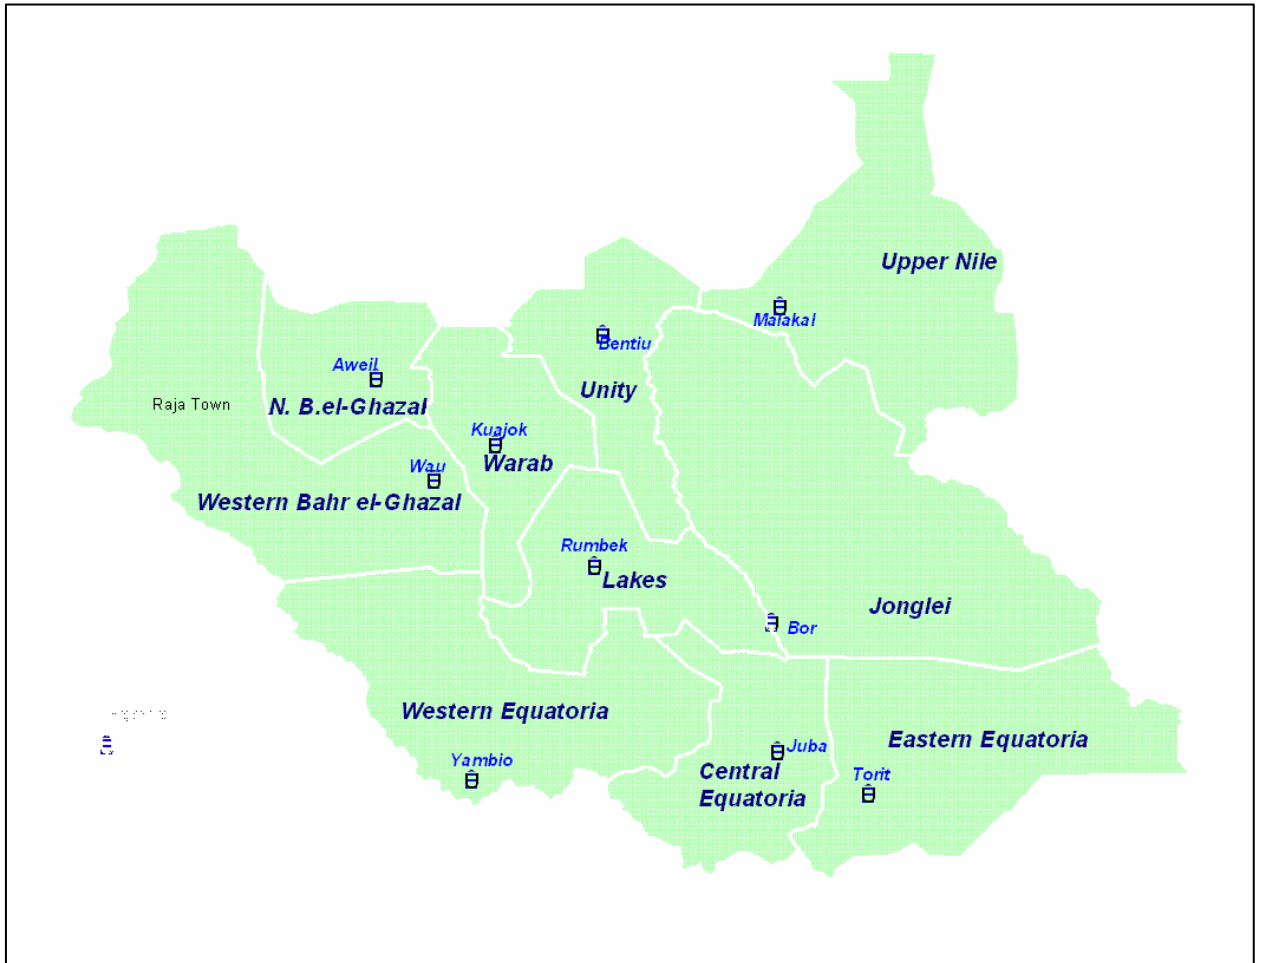 Upper Nile
Malakal
Bentiu
Aweil
Unity
Raja Town
N. B.el-Ghazal
Kuajok
Warab
Wau
Western Bahr el-Ghazal
Rumbek
Lakes
Jonglei
Bor
Western Equatoria
Eastern Equatoria
Juba
Yambio
Central
Equatoria
Torit